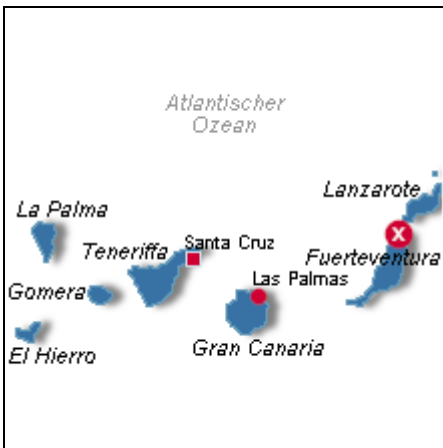 Atlantischer
Ozean
Lanzarote
La Palma
Santa Cruz
Teneriffa
Fuerteventura
Las Palmas
Gomera
Gran Canaria
El Hierro
X